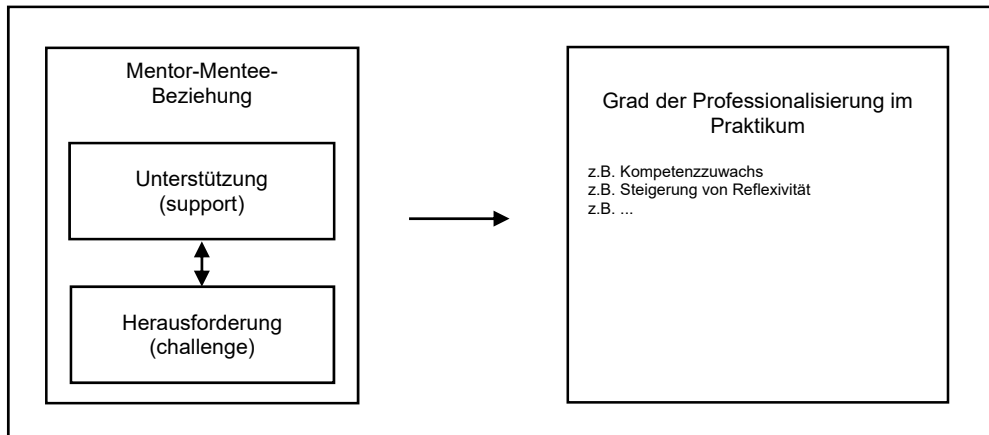 Mentor-Mentee-
Beziehung
Unterstützung
(support)
Herausforderung
(challenge)
Grad der Professionalisierung im
Praktikum
z.B. Kompetenzzuwachs
z.B. Steigerung von Reflexivität
z.B. ...